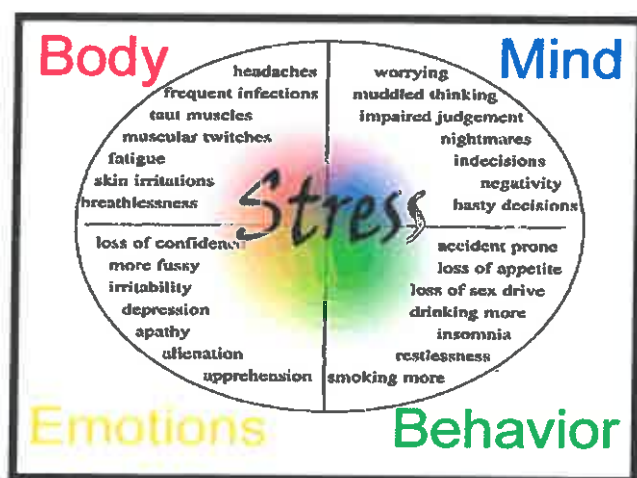 Body
Mind
headaches
frequent infections
taut muscles
muscular twitches
fatigue
skin irritations
breathlessness
worrying
muddled thinking
impaired judgement
nightmares
indecisions
negativity
hasty decisions
Stress
loss of confidence
more fussy
irritability
depression
apathy
alienation
apprehension
accident prone
loss of appetite
loss of sex drive
drinking more
insomnia
restlessness
smoking more
Emotions
Behavior